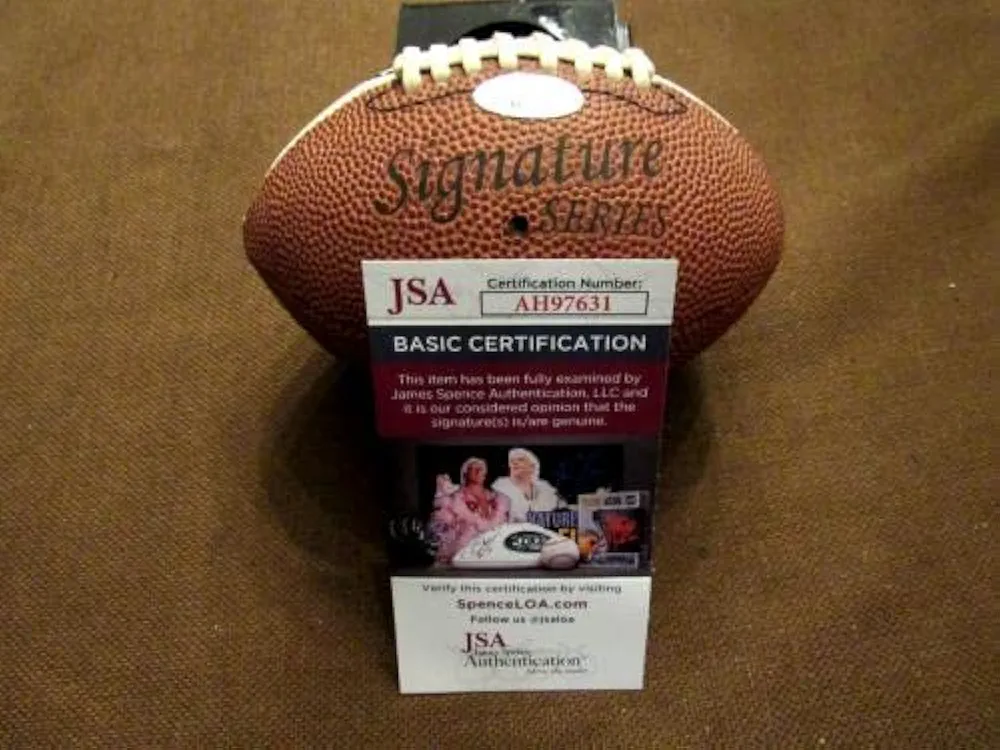 Signature
SERIES
JSA
Certification Number:
AH97631
BASIC CERTIFICATION
This item has been fully examined by
James Spence Authentication, LLC and
it is our considered opinion that the
signature(s) is/are genuine.
NATURE
Verify this certification by visiting
SpenceLOA.com
Follow us @jsaloa
JSA
James Spence
Authentication